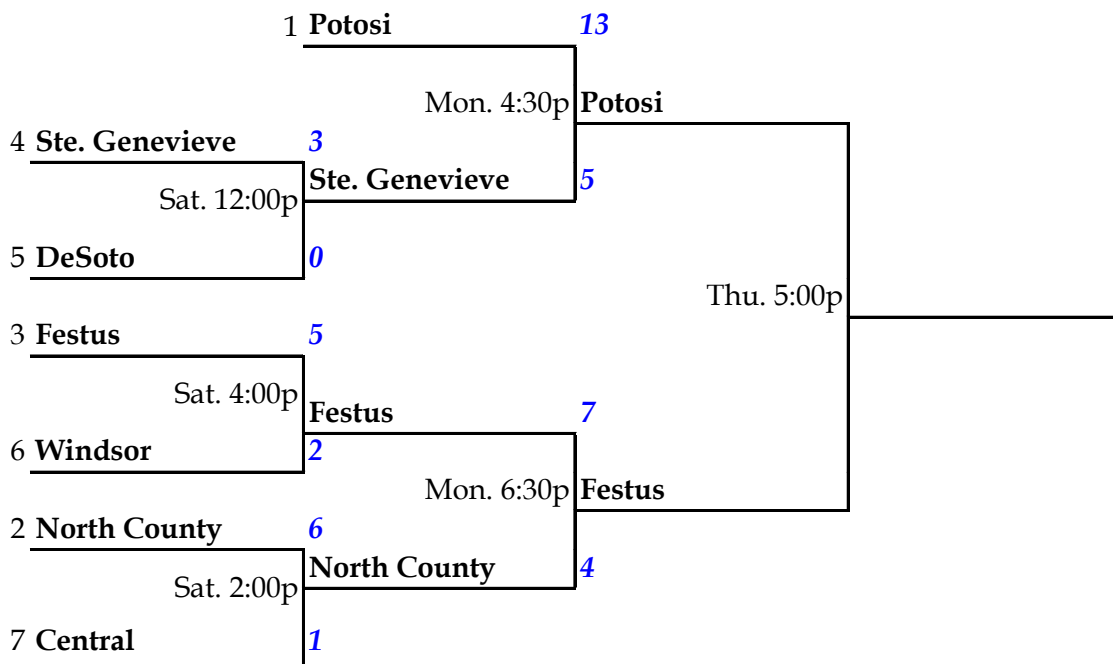 1 Potosi 13
Mon. 4:30p Potosi
4 Ste. Genevieve 3
Ste. Genevieve 5
Sat. 12:00p
5 DeSoto 0
Thu. 5:00p
3 Festus 5
Sat. 4:00p
Festus 7
6 Windsor 2
Mon. 6:30p Festus
2 North County 6
North County 4
Sat. 2:00p
7 Central 1